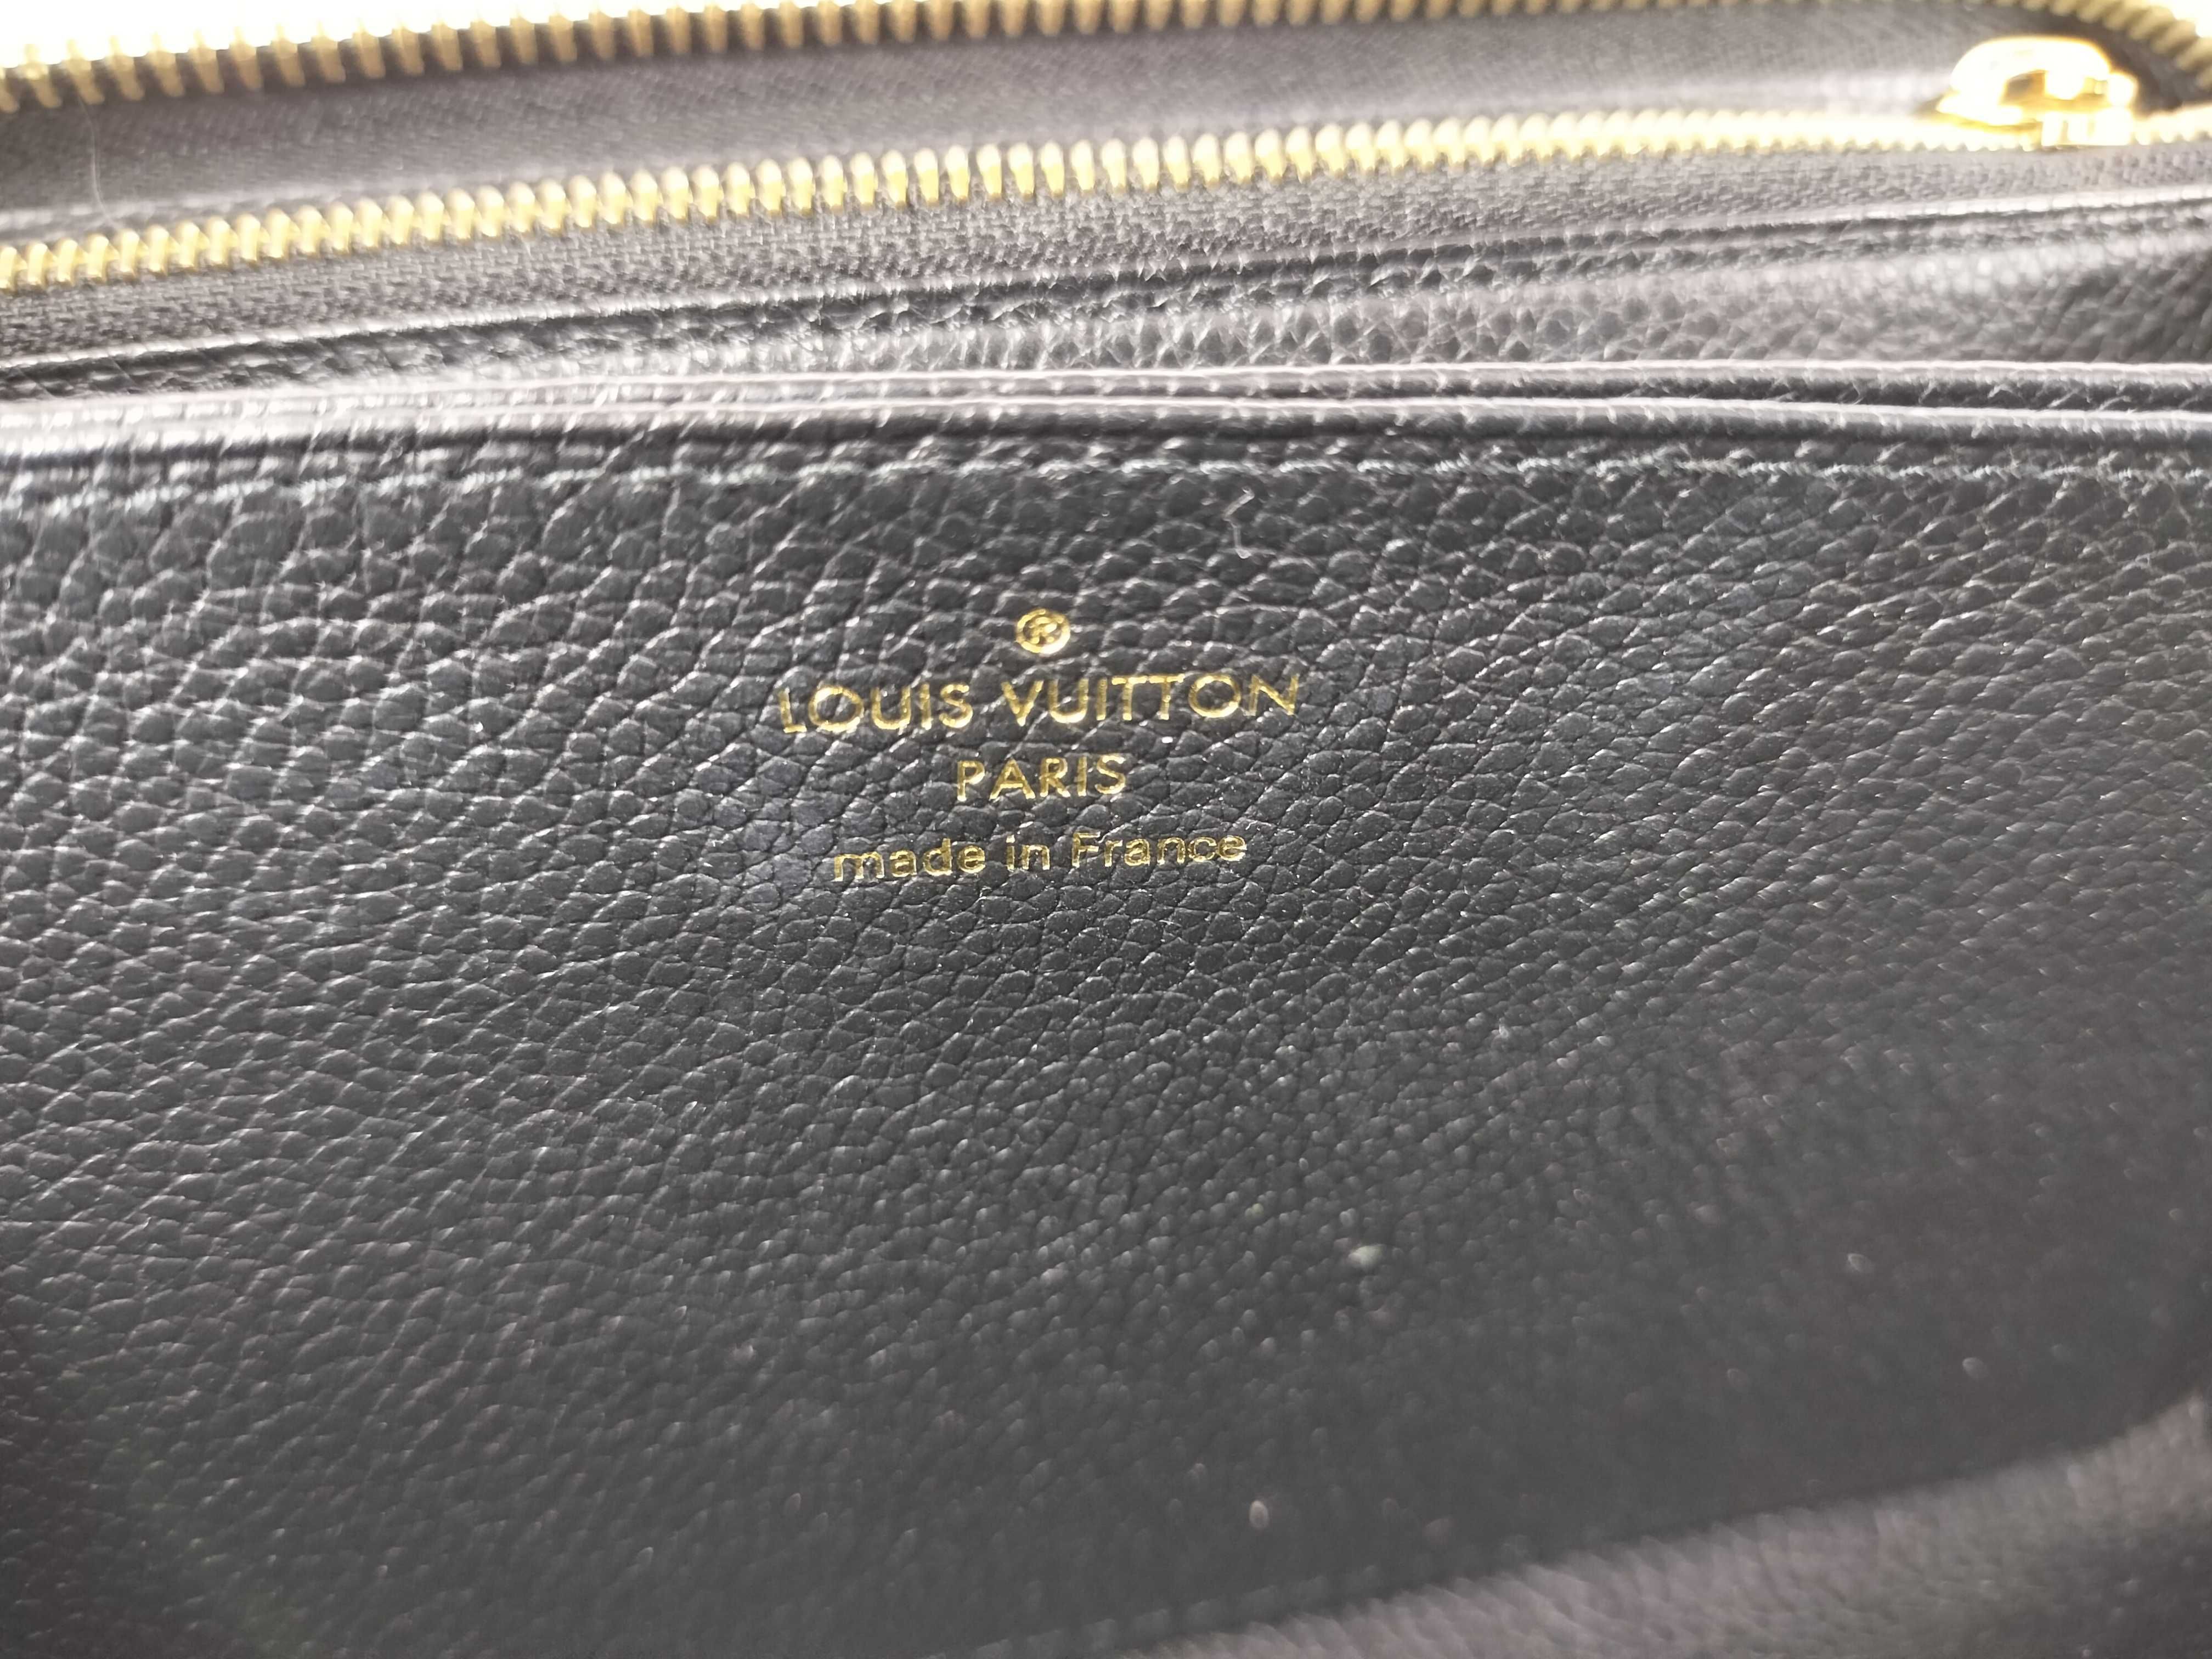 ®
LOUIS VUITTON
PARIS
made in France